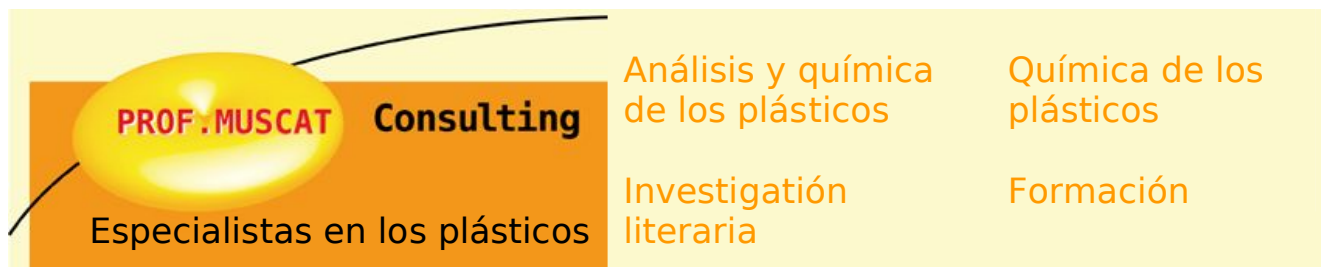 PROF.MUSCAT Consulting
Especialistas en los plásticos
Análisis y química
de los plásticos
Química de los
plásticos
Investigatión
literaria
Formación